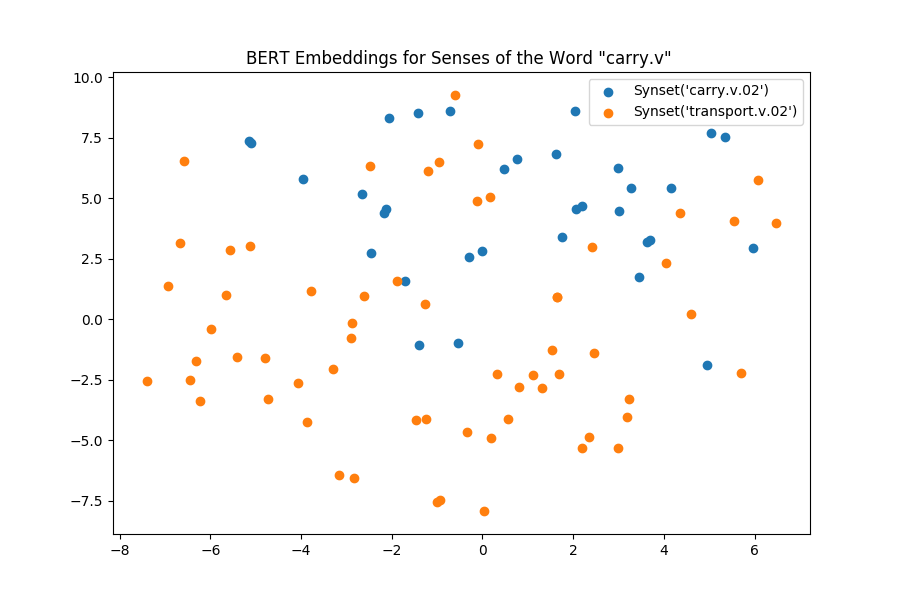 BERT Embeddings for Senses of the Word "carry.v"
Synset('carry.v.02')
Synset('transport.v.02')
10.0
7.5
5.0
2.5
0.0
−2.5
−5.0
−7.5
−8 −6 −4 −2 0 2 4 6